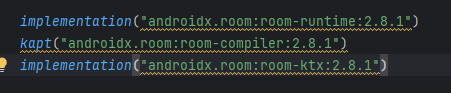 implementation("androidx.room:room-runtime:2.8.1")
kapt("androidx.room:room-compiler:2.8.1")
implementation("androidx.room:room-ktx:2.8.1")